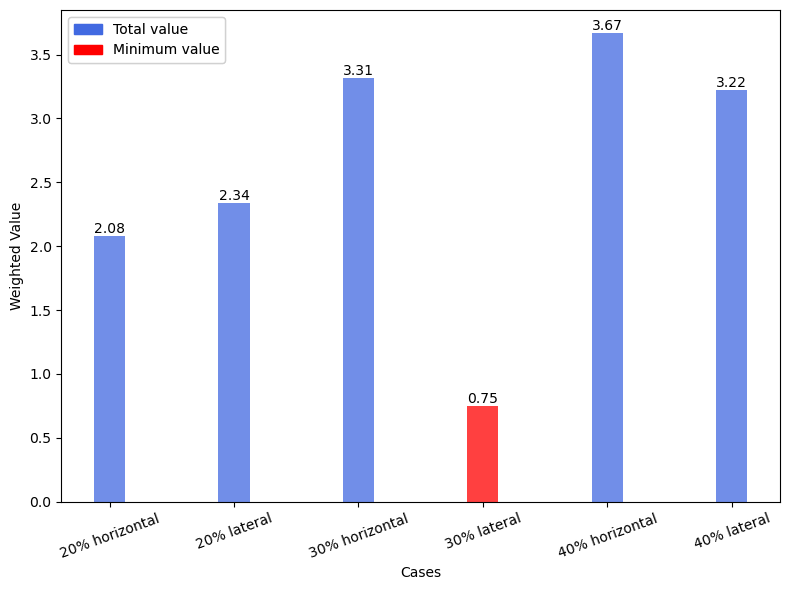 Total value
Minimum value
Weighted Value
3.5
3.0
2.5
2.0
1.5
1.0
0.5
0.0
2.08
2.34
3.31
0.75
3.67
3.22
20% horizontal
20% lateral
30% horizontal
30% lateral
40% horizontal
40% lateral
Cases